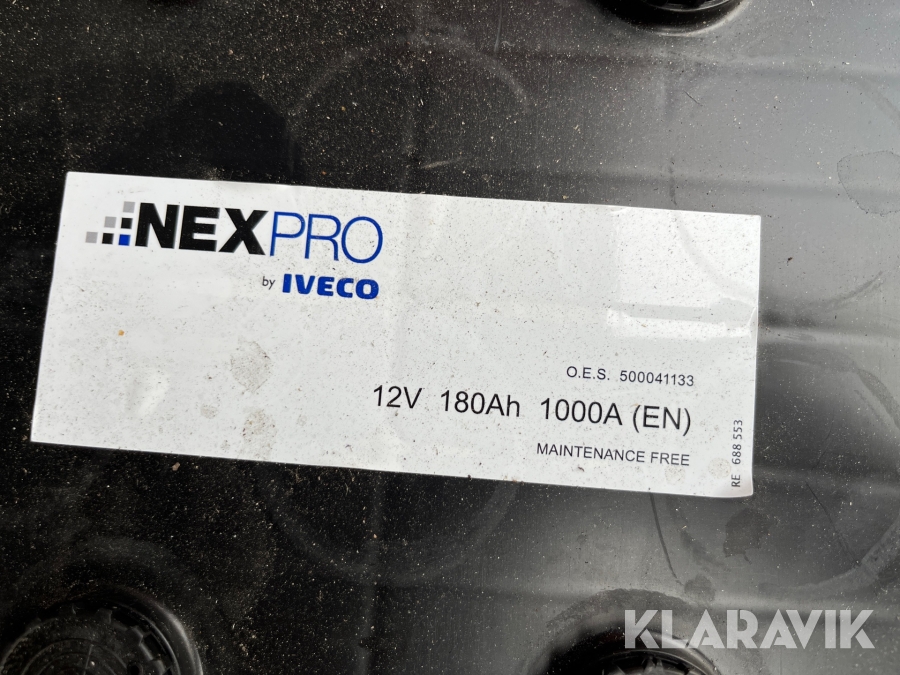 NEXPRO
by IVECO
O.E.S. 500041133
12V 180Ah 1000A (EN)
MAINTENANCE FREE
RE 688 553
KLARAVIK